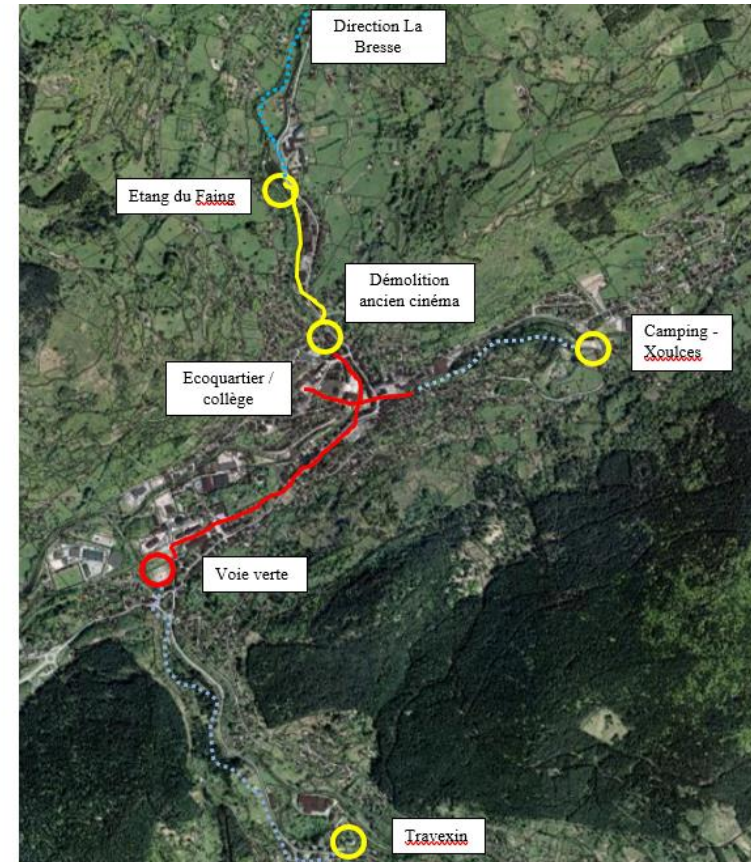 Direction La
Bresse
Etang du Faing
Démolition
ancien cinéma
Camping -
Xoulces
Ecoquartier /
collège
Voie verte
Travexin